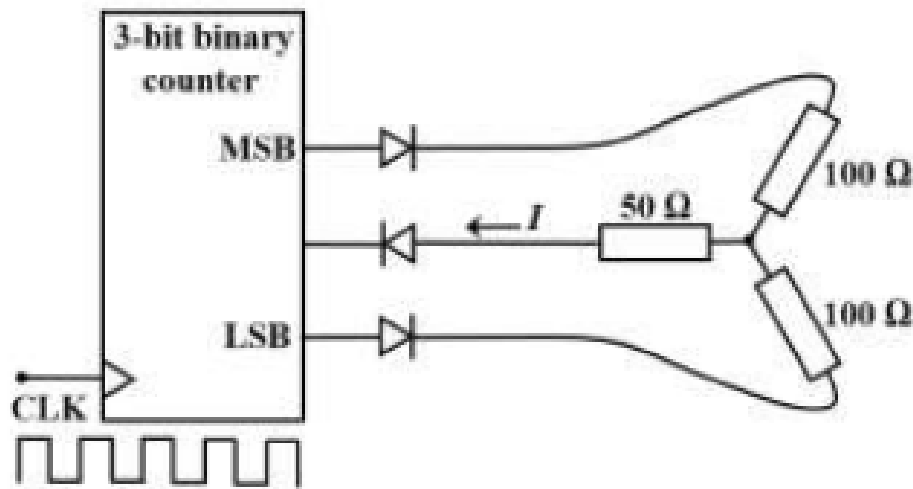 3-bit binary
counter
MSB
100 Ω
50 Ω
I
100 Ω
LSB
CLK